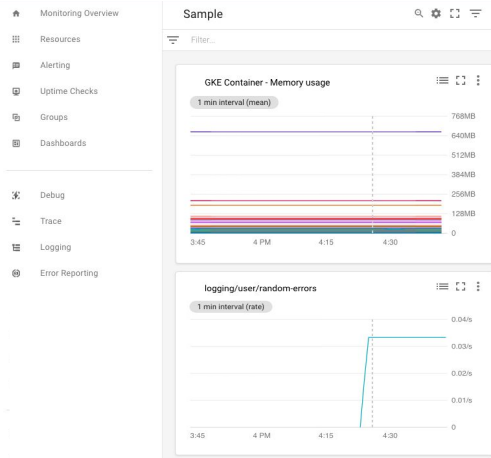 Monitoring Overview
Resources
Alerting
Uptime Checks
Groups
Dashboards
Debug
Trace
Logging
Error Reporting
Sample
Filter...
GKE Container - Memory usage
1 min interval (mean)
768MB
640MB
512MB
384MB
256MB
128MB
0
3:45 4 PM 4:15 4:30
logging/user/random-errors
1 min interval (rate)
0.04/s
0.03/s
0.02/s
0.01/s
0
3:45 4 PM 4:15 4:30